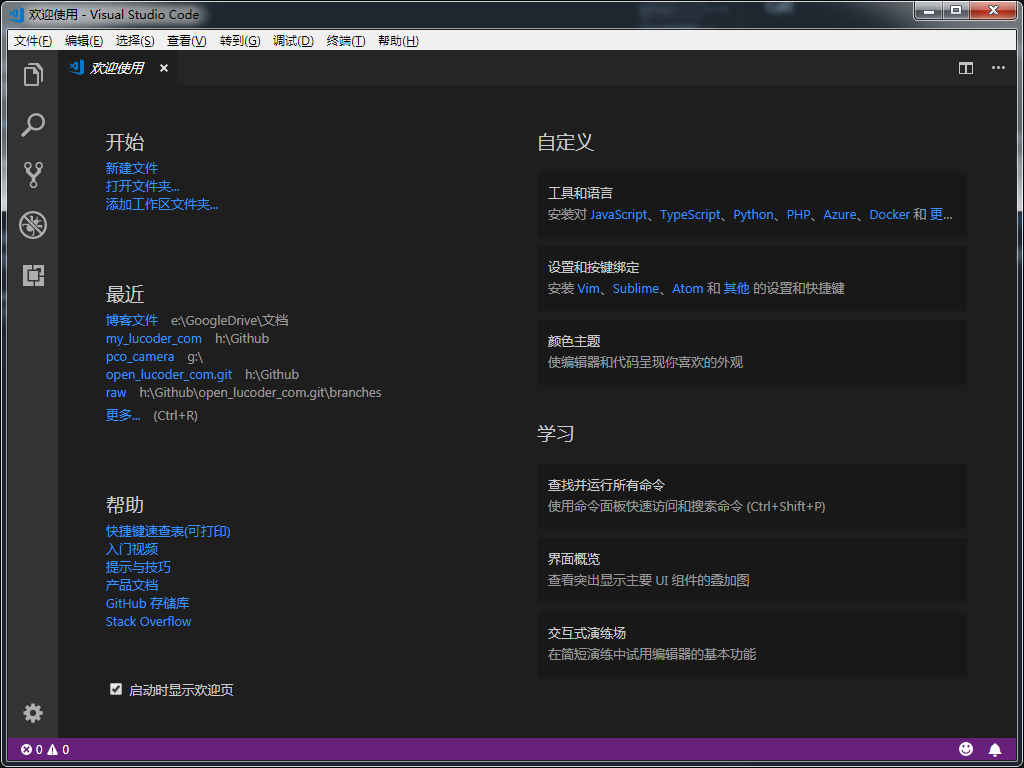 欢迎使用 - Visual Studio Code
文件(F) 编辑(E) 选择(S) 查看(V) 转到(G) 调试(D) 终端(T) 帮助(H)
欢迎使用
开始
新建文件
打开文件夹...
添加工作区文件夹...
最近
博客文件 e:\GoogleDrive\文档
my_lucoder_com h:\Github
pco_camera g:\
open_lucoder_com.git h:\Github
raw h:\Github\open_lucoder_com.git\branches
更多... (Ctrl+R)
帮助
快捷键速查表(可打印)
入门视频
提示与技巧
产品文档
GitHub 存储库
Stack Overflow
启动时显示欢迎页
自定义
工具和语言
安装对 JavaScript、TypeScript、Python、PHP、Azure、Docker 和 更...
设置和按键绑定
安装 Vim、Sublime、Atom 和 其他 的设置和快捷键
颜色主题
使编辑器和代码呈现你喜欢的外观
学习
查找并运行所有命令
使用命令面板快速访问和搜索命令 (Ctrl+Shift+P)
界面概览
查看突出显示主要 UI 组件的叠加图
交互式演练场
在简短演练中试用编辑器的基本功能
0 0